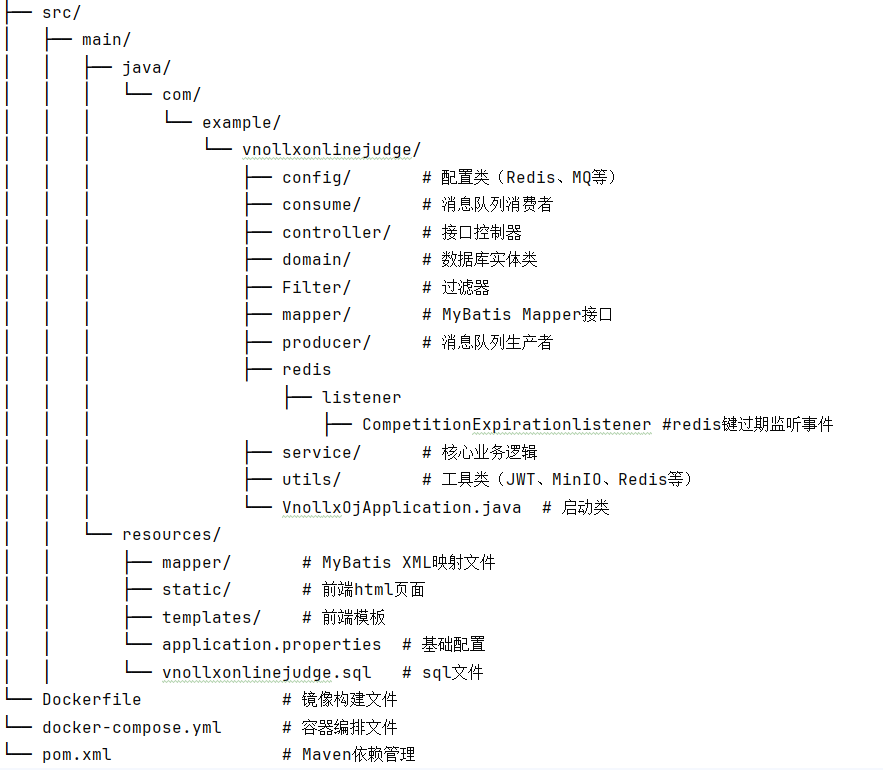 ├── src/
│   ├── main/
│   │   ├── java/
│   │   │   └── com/
│   │   │       └── example/
│   │   │           └── vnollxonlinejudge/
│   │   │               ├── config/       # 配置类（Redis、MQ等）
│   │   │               ├── consume/      # 消息队列消费者
│   │   │               ├── controller/   # 接口控制器
│   │   │               ├── domain/       # 数据库实体类
│   │   │               ├── Filter/       # 过滤器
│   │   │               ├── mapper/       # MyBatis Mapper接口
│   │   │               ├── producer/     # 消息队列生产者
│   │   │               ├── redis
│   │   │                   ├── listener
│   │   │                       ├── CompetitionExpirationlistener #redis键过期监听事件
│   │   │               ├── service/      # 核心业务逻辑
│   │   │               ├── utils/        # 工具类（JWT、MinIO、Redis等）
│   │   │               └── VnollxOjApplication.java  # 启动类
│   │   └── resources/
│   │       ├── mapper/       # MyBatis XML映射文件
│   │       ├── static/       # 前端html页面
│   │       ├── templates/    # 前端模板
│   │       └── application.properties  # 基础配置
│   │       └── vnollxonlinejudge.sql   # sql文件
└── Dockerfile              # 镜像构建文件
└── docker-compose.yml      # 容器编排文件
└── pom.xml                 # Maven依赖管理